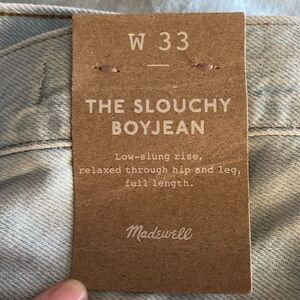 W 33
THE SLOUCHY
BOYJEAN
Low-slung rise,
relaxed through hip and leg,
full length.
Madewell